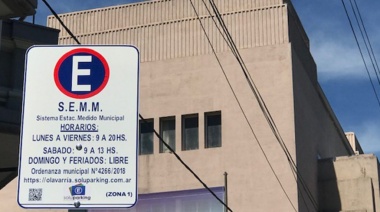 E
S.E.M.M.
Sistema Estac. Medido Municipal
HORARIOS:
LUNES A VIERNES: 9 A 20HS.
SABADO: 9 A 13 HS.
DOMINGO Y FERIADOS: LIBRE
Ordenanza municipal N°4266/2018
https://olavarria.soluparking.com.ar
soluparking
(ZONA 1)